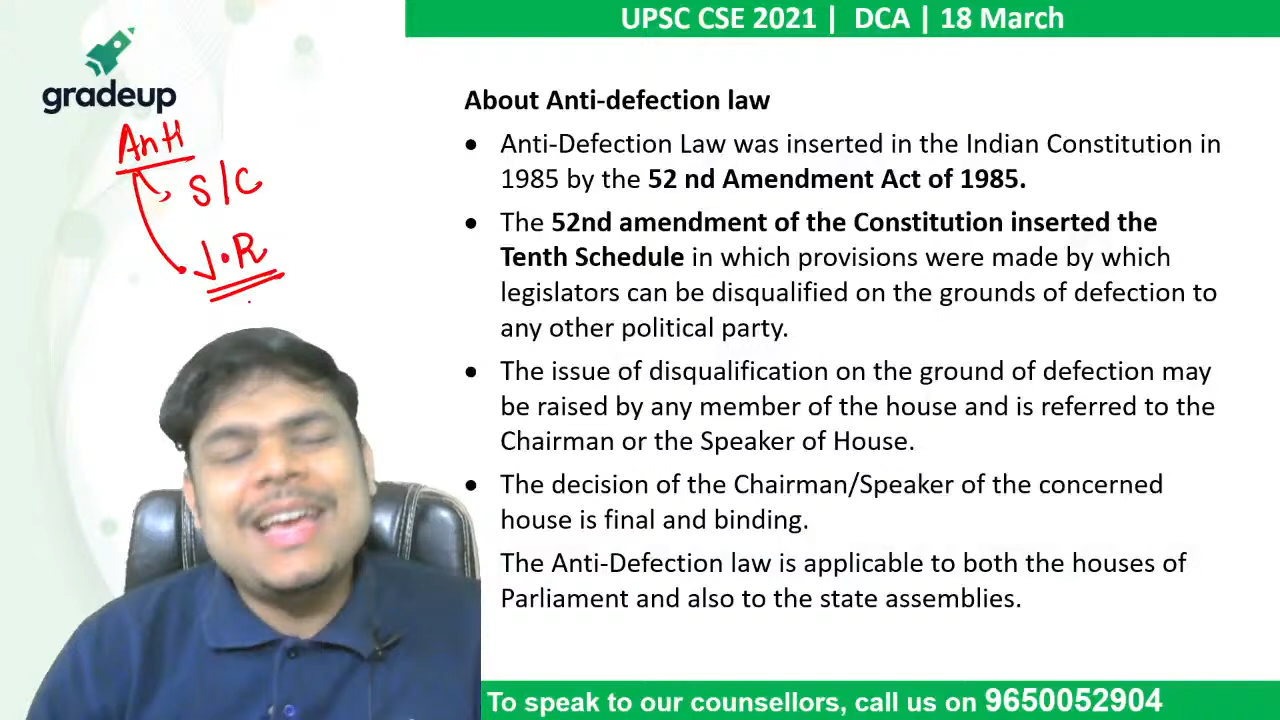 UPSC CSE 2021 | DCA | 18 March
gradeup
Anti
S/C
J.R
About Anti-defection law
• Anti-Defection Law was inserted in the Indian Constitution in
1985 by the 52 nd Amendment Act of 1985.
• The 52nd amendment of the Constitution inserted the
Tenth Schedule in which provisions were made by which
legislators can be disqualified on the grounds of defection to
any other political party.
• The issue of disqualification on the ground of defection may
be raised by any member of the house and is referred to the
Chairman or the Speaker of House.
• The decision of the Chairman/Speaker of the concerned
house is final and binding.
The Anti-Defection law is applicable to both the houses of
Parliament and also to the state assemblies.
To speak to our counsellors, call us on 9650052904